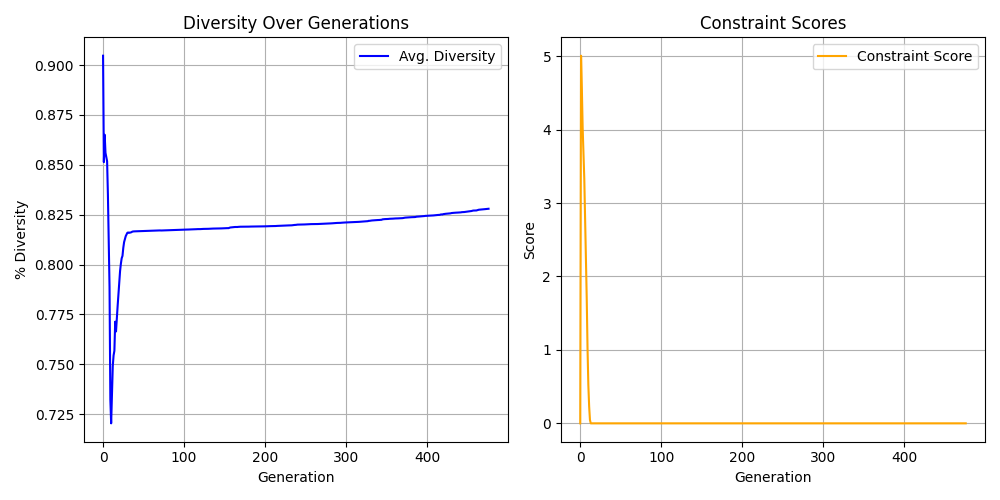 Diversity Over Generations
Avg. Diversity
% Diversity
0.900
0.875
0.850
0.825
0.800
0.775
0.750
0.725
0 100 200 300 400
Generation
Constraint Scores
Constraint Score
Score
5
4
3
2
1
0
0 100 200 300 400
Generation